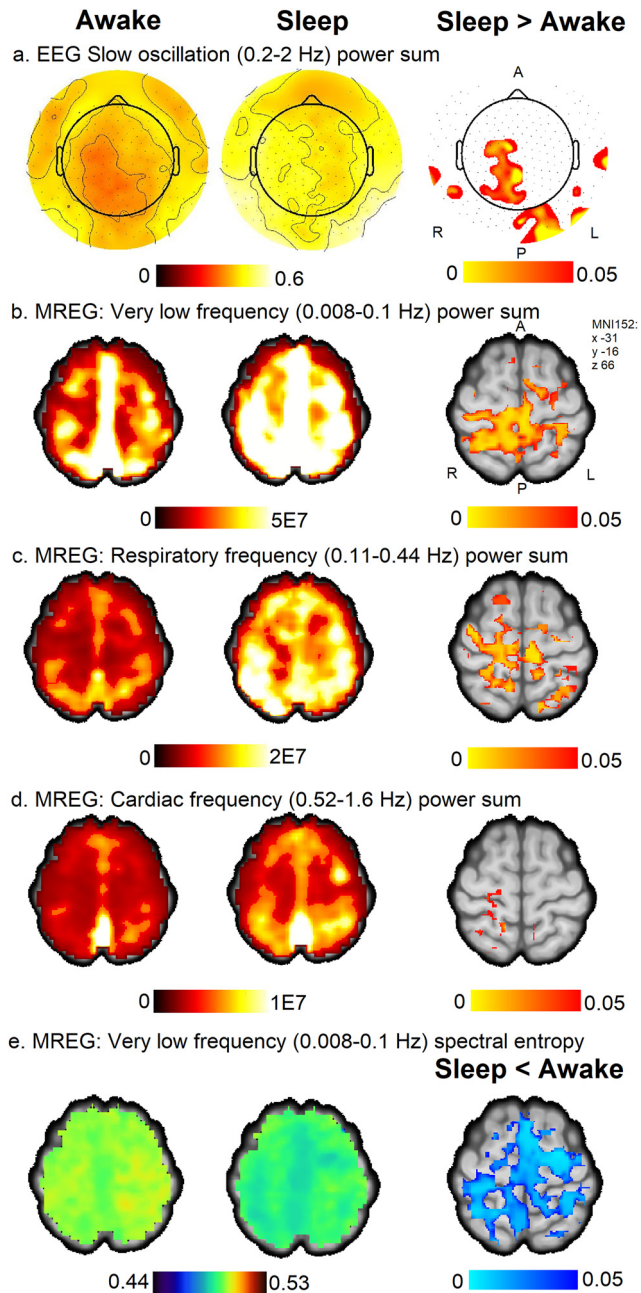 Awake Sleep Sleep > Awake
a. EEG Slow oscillation (0.2-2 Hz) power sum
A
R L
P
0 0.6 0 0.05
b. MREG: Very low frequency (0.008-0.1 Hz) power sum
A MNI152:
x -31
y -16
z 66
R P L
0 5E7 0 0.05
c. MREG: Respiratory frequency (0.11-0.44 Hz) power sum
0 2E7 0 0.05
d. MREG: Cardiac frequency (0.52-1.6 Hz) power sum
0 1E7 0 0.05
e. MREG: Very low frequency (0.008-0.1 Hz) spectral entropy
Sleep < Awake
0.44 0.53 0 0.05